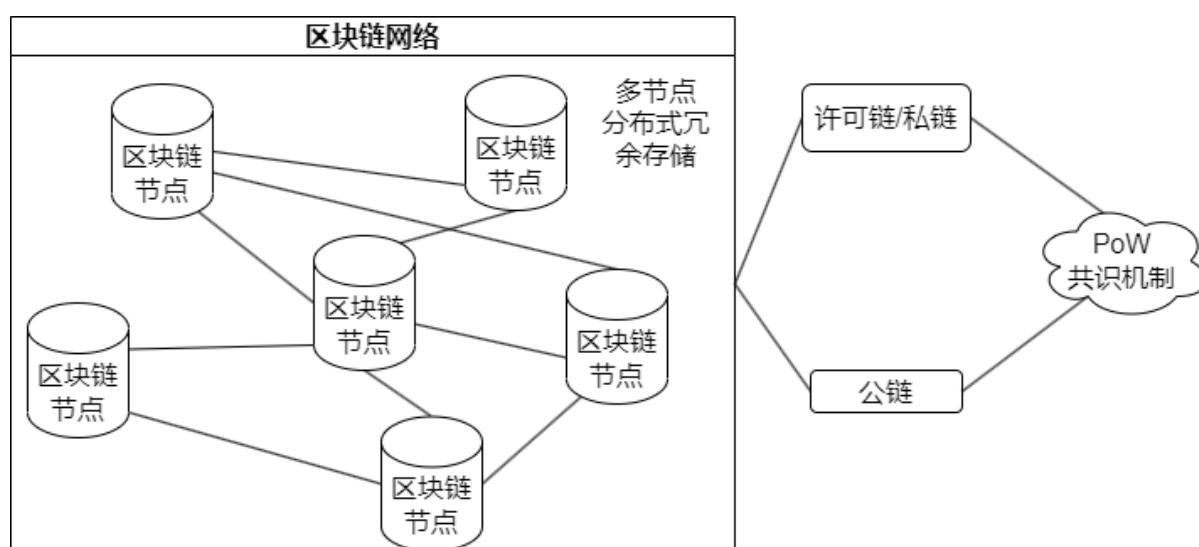 区块链网络
多节点
分布式冗
余存储
区块链
节点
区块链
节点
区块链
节点
区块链
节点
区块链
节点
区块链
节点
许可链/私链
PoW
共识机制
公链